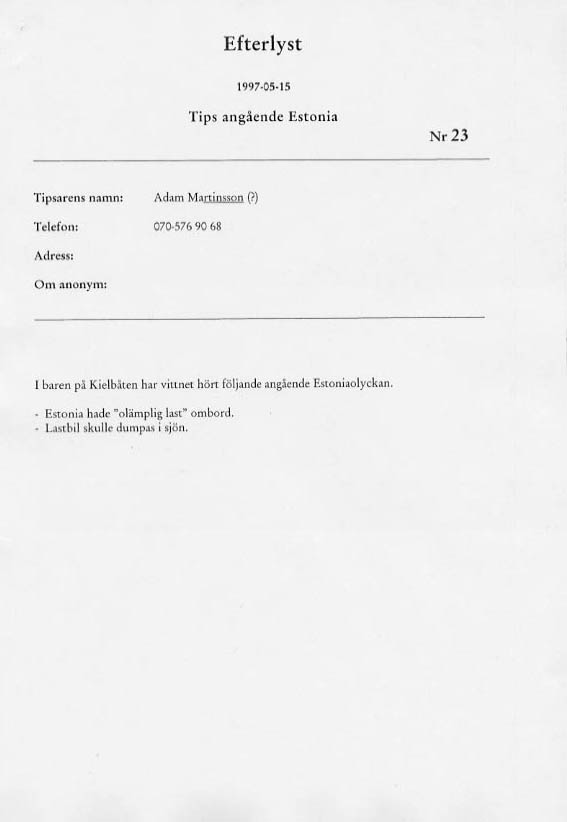 Efterlyst
1997-05-15
Tips angående Estonia
Nr 23
Tipsarens namn: Adam Martinsson (?)
Telefon: 070-576 90 68
Adress:
Om anonym:
I baren på Kielbåten har vittnet hört följande angående Estoniaolyckan.
- Estonia hade "olämplig last" ombord.
- Lastbil skulle dumpas i sjön.